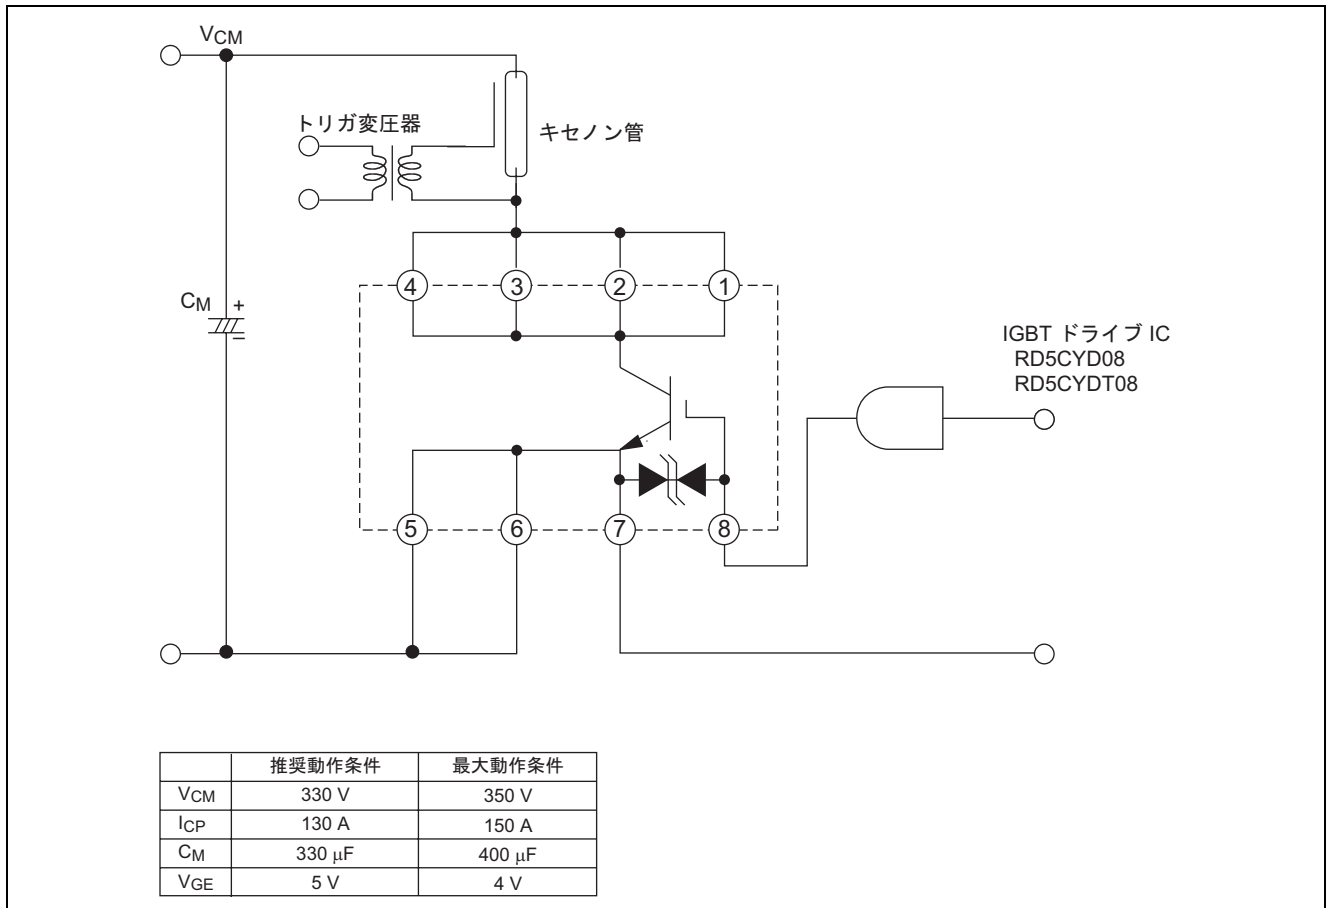 VCM
トリガ変圧器
キセノン管
4 3 2 1
CM +
−
IGBT ドライブ IC
RD5CYD08
RD5CYDT08
5 6 7 8
推奨動作条件 最大動作条件
VCM 330 V 350 V
ICP 130 A 150 A
CM 330 μF 400 μF
VGE 5 V 4 V